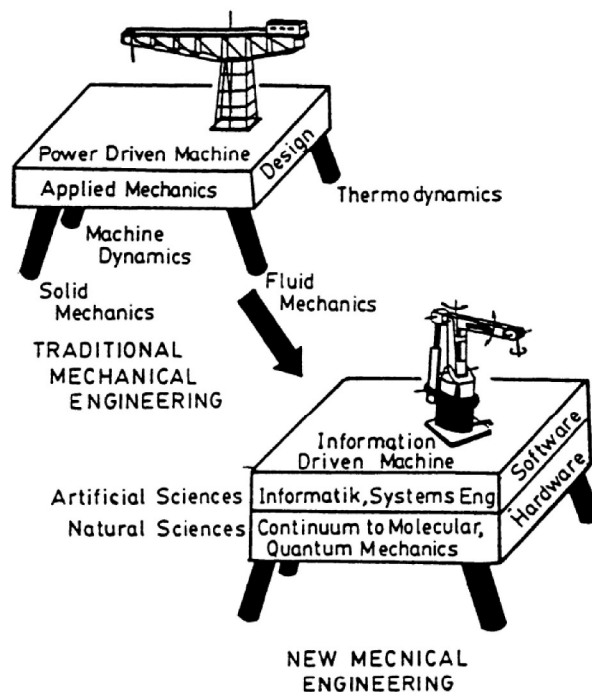 Power Driven Machine
Design
Applied Mechanics
Thermodynamics
Machine
Dynamics
Solid
Mechanics
Fluid
Mechanics
TRADITIONAL
MECHANICAL
ENGINEERING
Information
Driven Machine
Software
Hardware
Artificial Sciences
Informatik, Systems Eng
Natural Sciences
Continuum to Molecular,
Quantum Mechanics
NEW MECNICAL
ENGINEERING